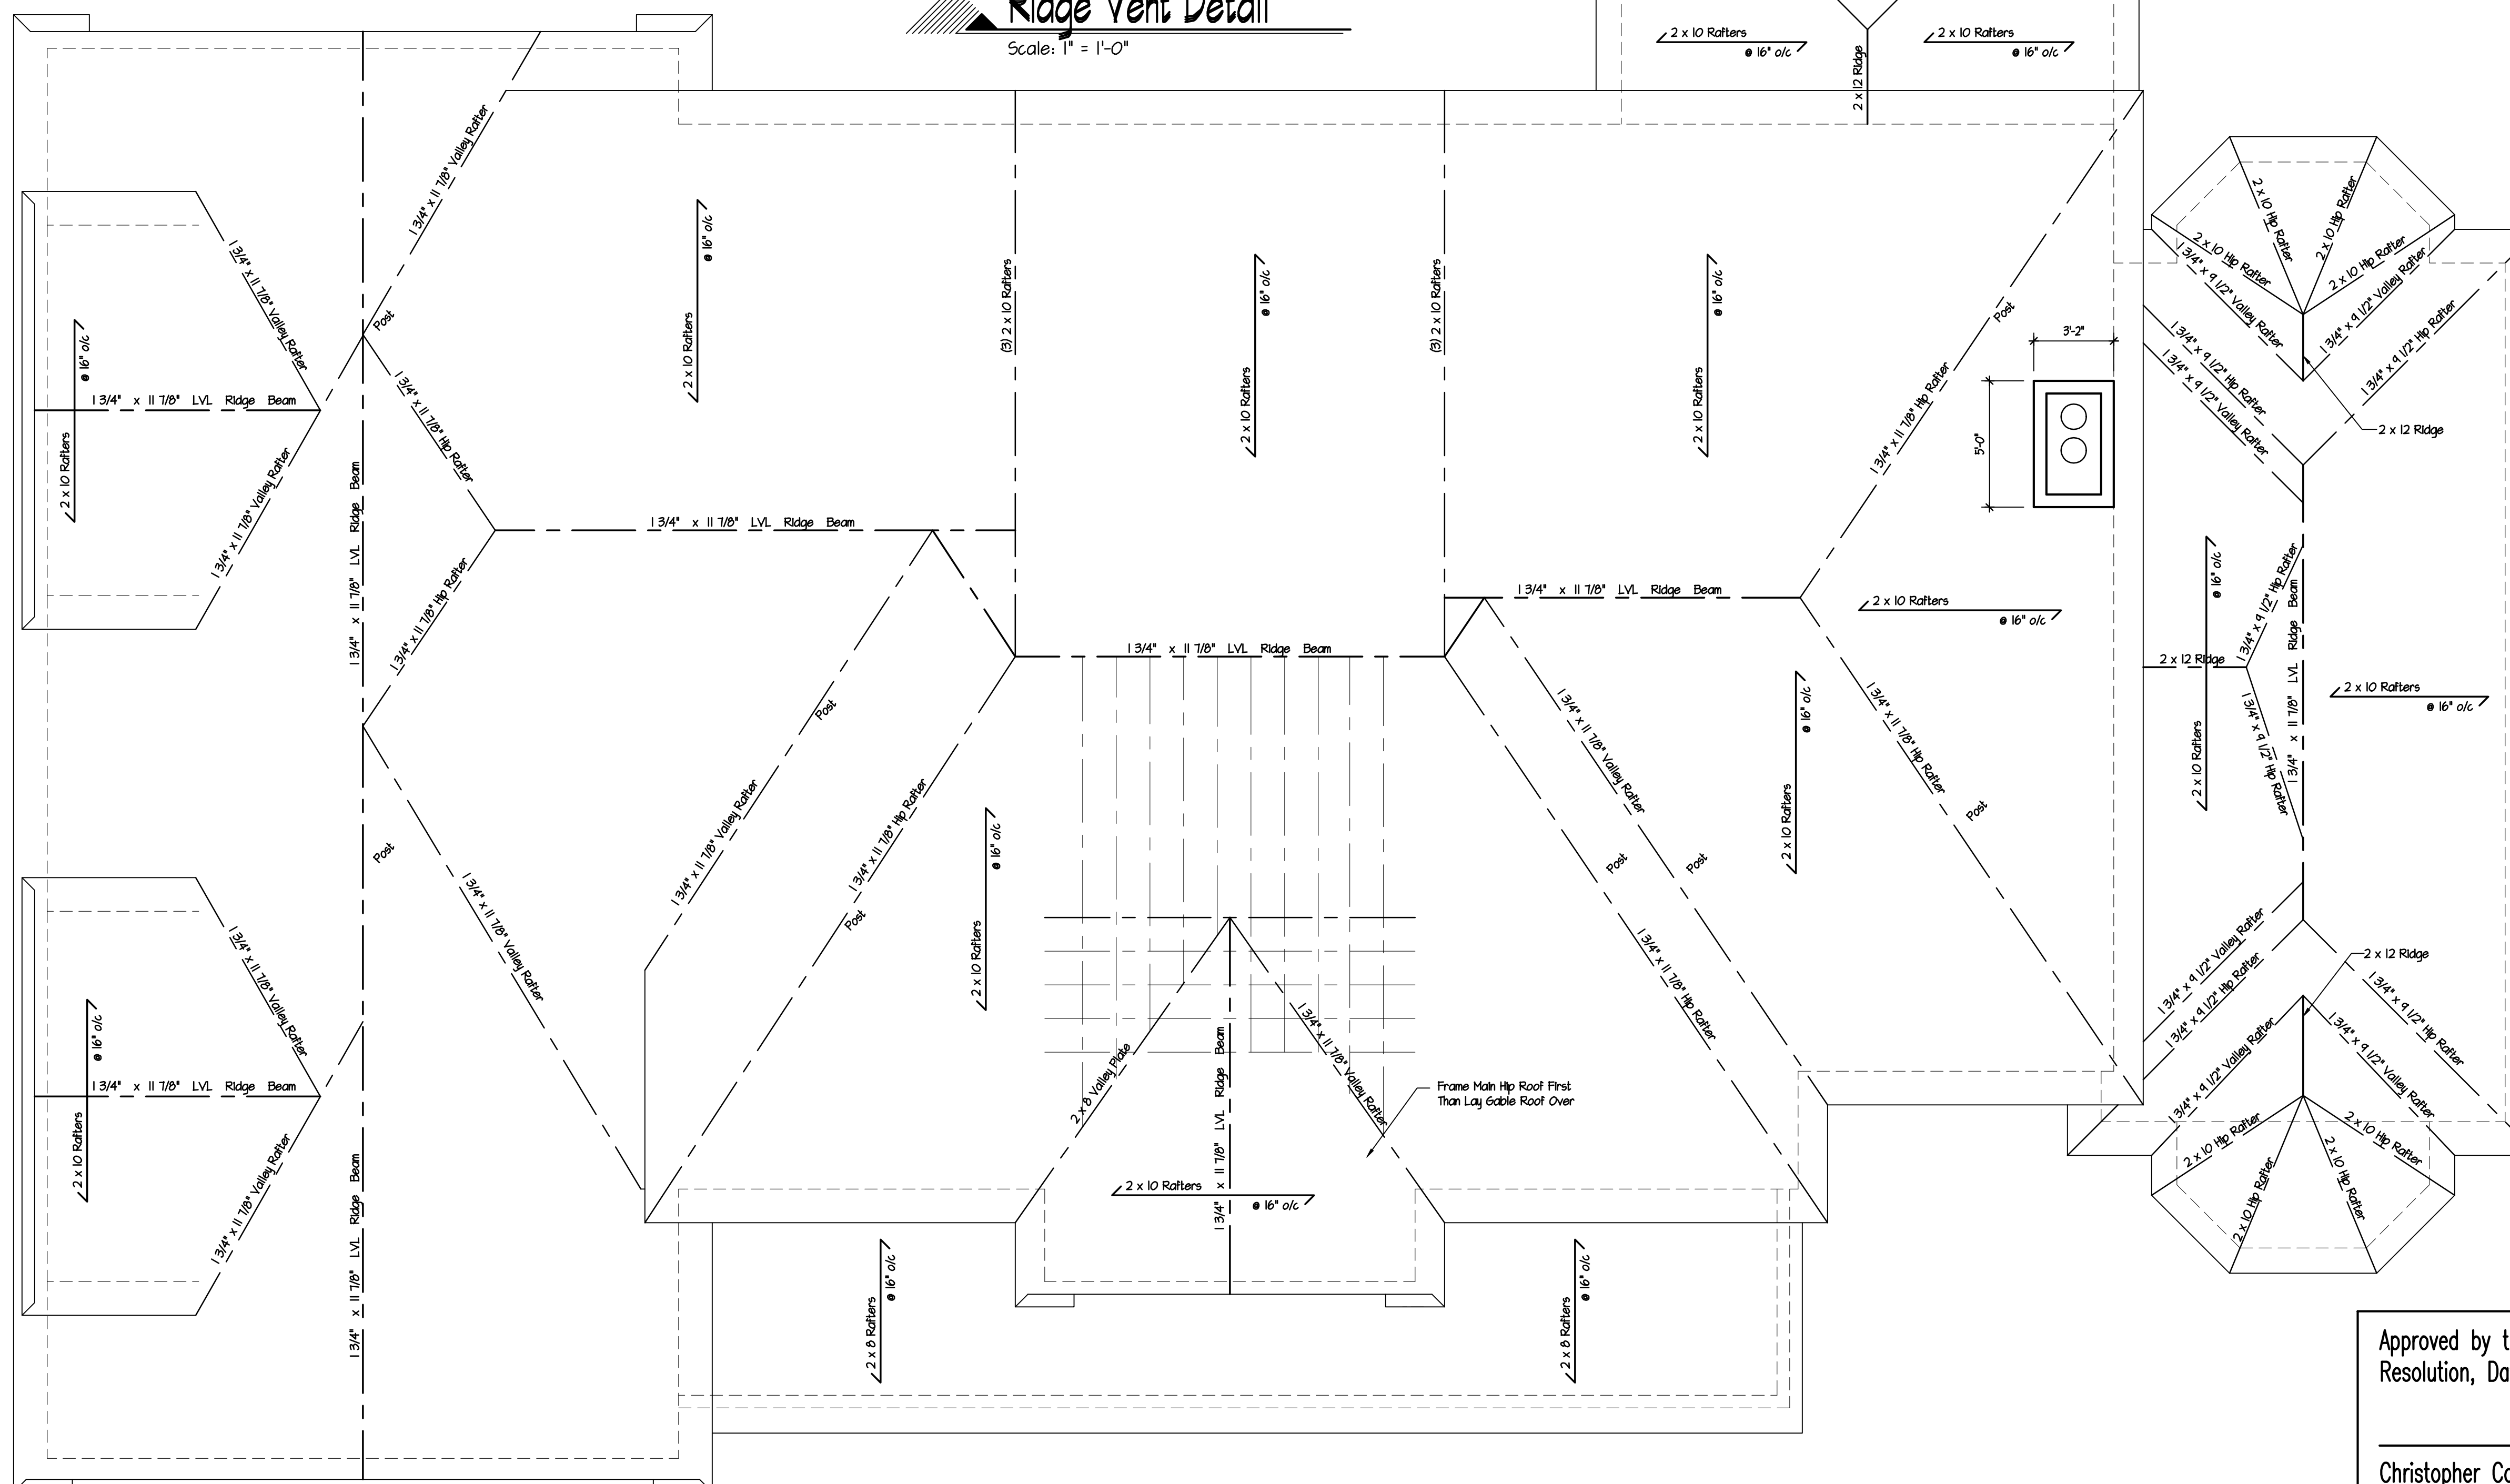 Ridge Vent Detail
Scale: 1" = 1'-0"
2 x 10 Rafters
@ 16" o/c
2 x 12 Ridge
2 x 10 Rafters
@ 16" o/c
1 3/4" x 11 7/8" Valley Rafter
1 3/4" x 11 7/8" Valley Rafter
Post
@ 16" o/c
2 x 10 Rafters
1 3/4" x 11 7/8" LVL Ridge Beam
1 3/4" x 11 7/8" Valley Rafter
1 3/4" x 11 7/8" LVL Ridge Beam
1 3/4" x 11 7/8" Hip Rafter
1 3/4" x 11 7/8" Hip Rafter
@ 16" o/c
2 x 10 Rafters
1 3/4" x 11 7/8" LVL Ridge Beam
(3) 2 x 10 Rafters
@ 16" o/c
2 x 10 Rafters
(3) 2 x 10 Rafters
@ 16" o/c
2 x 10 Rafters
Post
1 3/4" x 11 7/8" Hip Rafter
3'-2"
5'-0"
1 3/4" x 11 7/8" LVL Ridge Beam
1 3/4" x 11 7/8" LVL Ridge Beam
2 x 10 Rafters
@ 16" o/c
2 x 10 Hip Rafter
2 x 10 Hip Rafter
2 x 10 Hip Rafter
2 x 10 Hip Rafter
1 3/4" x 9 1/2" Valley Rafter
1 3/4" x 9 1/2" Valley Rafter
1 3/4" x 9 1/2" Hip Rafter
1 3/4" x 9 1/2" Valley Rafter
1 3/4" x 9 1/2" Hip Rafter
2 x 12 Ridge
@ 16" o/c
2 x 10 Rafters
2 x 12 Ridge
1 3/4" x 9 1/2" Hip Rafter
1 3/4" x 9 1/2" Hip Rafter
1 3/4" x 11 7/8" LVL Ridge Beam
2 x 10 Rafters
@ 16" o/c
Post
1 3/4" x 11 7/8" Valley Rafter
Post
1 3/4" x 11 7/8" Valley Rafter
1 3/4" x 11 7/8" Hip Rafter
Post
@ 16" o/c
2 x 10 Rafters
1 3/4" x 11 7/8" Valley Rafter
Post
Post
1 3/4" x 11 7/8" Hip Rafter
@ 16" o/c
2 x 10 Rafters
1 3/4" x 11 7/8" Hip Rafter
Post
1 3/4" x 11 7/8" Valley Rafter
@ 16" o/c
2 x 10 Rafters
1 3/4" x 11 7/8" LVL Ridge Beam
1 3/4" x 11 7/8" Valley Rafter
1 3/4" x 11 7/8" LVL Ridge Beam
2 x 8 Valley Plate
1 3/4" x 11 7/8" LVL Ridge Beam
1 3/4" x 11 7/8" Valley Rafter
Frame Main Hip Roof First
Than Lay Gable Roof Over
2 x 10 Rafters
@ 16" o/c
@ 16" o/c
2 x 8 Rafters
@ 16" o/c
2 x 8 Rafters
1 3/4" x 9 1/2" Valley Rafter
1 3/4" x 9 1/2" Hip Rafter
2 x 12 Ridge
1 3/4" x 9 1/2" Hip Rafter
1 3/4" x 9 1/2" Valley Rafter
1 3/4" x 9 1/2" Valley Rafter
2 x 10 Hip Rafter
2 x 10 Hip Rafter
2 x 10 Hip Rafter
2 x 10 Hip Rafter
Approved by t
Resolution, Da
Christopher Co